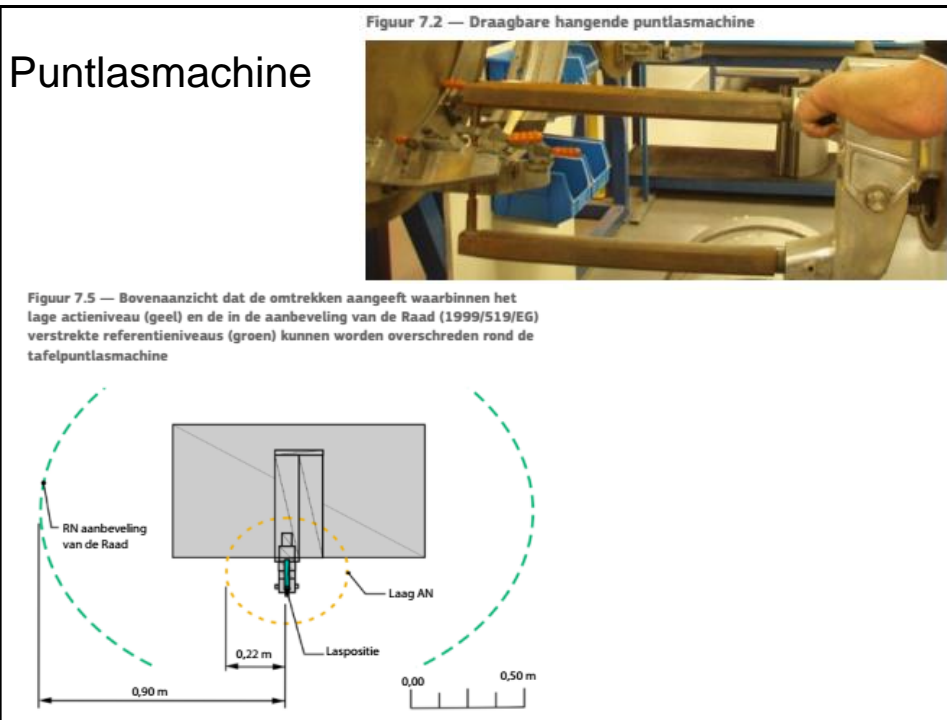 Figuur 7.2 — Draagbare hangende puntlasmachine
Puntlasmachine
Figuur 7.5 — Bovenaanzicht dat de omtrekken aangeeft waarbinnen het
lage actieniveau (geel) en de in de aanbeveling van de Raad (1999/519/EG)
verstrekte referentieniveaus (groen) kunnen worden overschreden rond de
tafelpuntlasmachine
RN aanbeveling
van de Raad
Laag AN
Laspositie
0,22 m
0,90 m
0,00
0,50 m